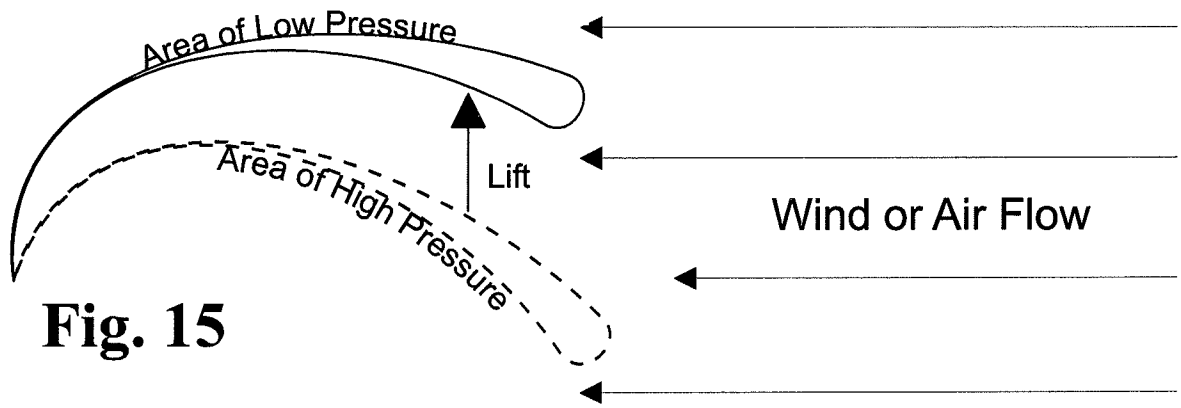 Area of Low Pressure
Area of High Pressure
Lift
Wind or Air Flow
Fig. 15